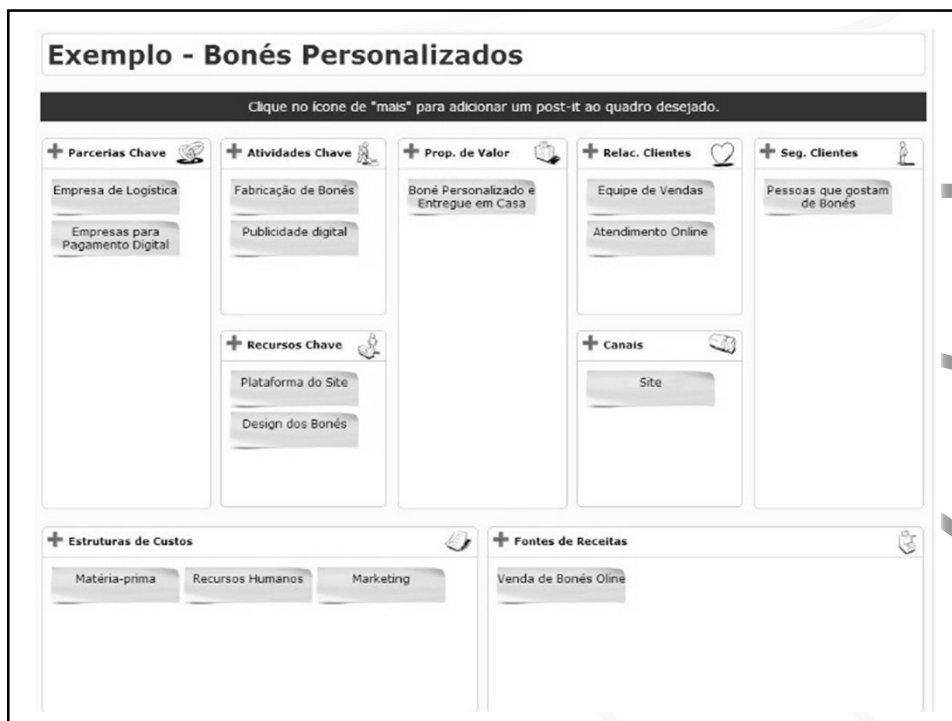 Exemplo - Bonés Personalizados
Clique no ícone de "mais" para adicionar um post-it ao quadro desejado.
Parcerias Chave
Empresa de Logística
Empresas para
Pagamento Digital
Atividades Chave
Fabricação de Bonés
Publicidade digital
Recursos Chave
Plataforma do Site
Design dos Bonés
Prop. de Valor
Boné Personalizado e
Entregue em Casa
Relac. Clientes
Equipe de Vendas
Atendimento Online
Canais
Site
Seg. Clientes
Pessoas que gostam
de Bonés
Estruturas de Custos
Matéria-prima
Recursos Humanos
Marketing
Fontes de Receitas
Venda de Bonés Oline